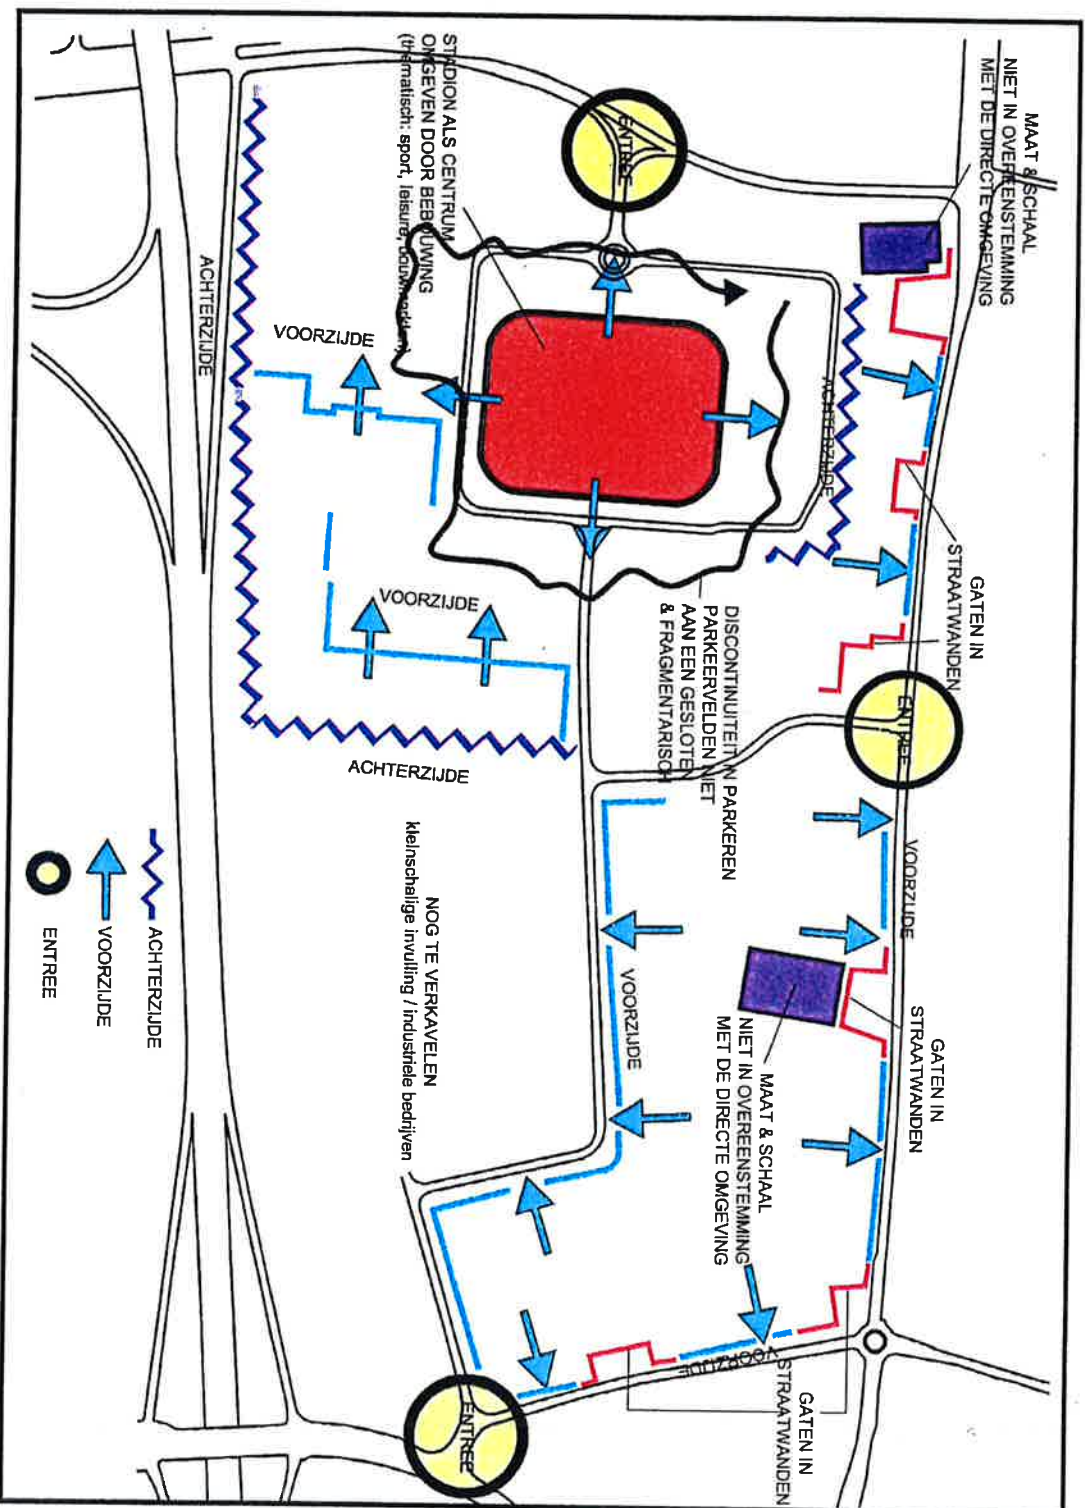 MAAT & SCHAAL
NIET IN OVEREENSTEMMING
MET DE DIRECTE OMGEVING
GATEN IN
STRAATWANDEN
ENTREE
VOORZIJDE
GATEN IN
STRAATWANDEN
ENTREE
STADION ALS CENTRUM
OMGEVEN DOOR BEBOUWING
(thematisch: sport, leisure, bouwmarkten)
ACHTERZIJDE
DISCONTINUITEIT IN PARKEREN
PARKEERVELDEN NIET
AAN EEN GESLOTEN
& FRAGMENTARISCH
MAAT & SCHAAL
NIET IN OVEREENSTEMMING
MET DE DIRECTE OMGEVING
VOORZIJDE
GATEN IN
STRAATWANDEN
VOORZIJDE
VOORZIJDE
VOORZIJDE
ACHTERZIJDE
ACHTERZIJDE
NOG TE VERKAVELEN
kleinschalige invulling / industriele bedrijven
ENTREE
ACHTERZIJDE
VOORZIJDE
ENTREE